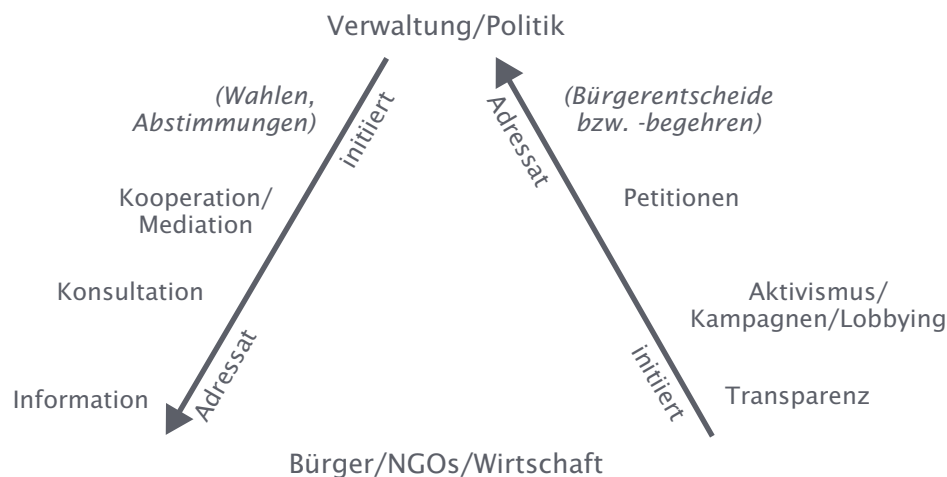 Verwaltung/Politik
(Wahlen,
Abstimmungen)
initiiert
Kooperation/
Mediation
Konsultation
Adressat
Information
Adressat
(Bürgerentscheide
bzw. -begehren)
Petitionen
Aktivismus/
Kampagnen/Lobbying
initiiert
Transparenz
Bürger/NGOs/Wirtschaft